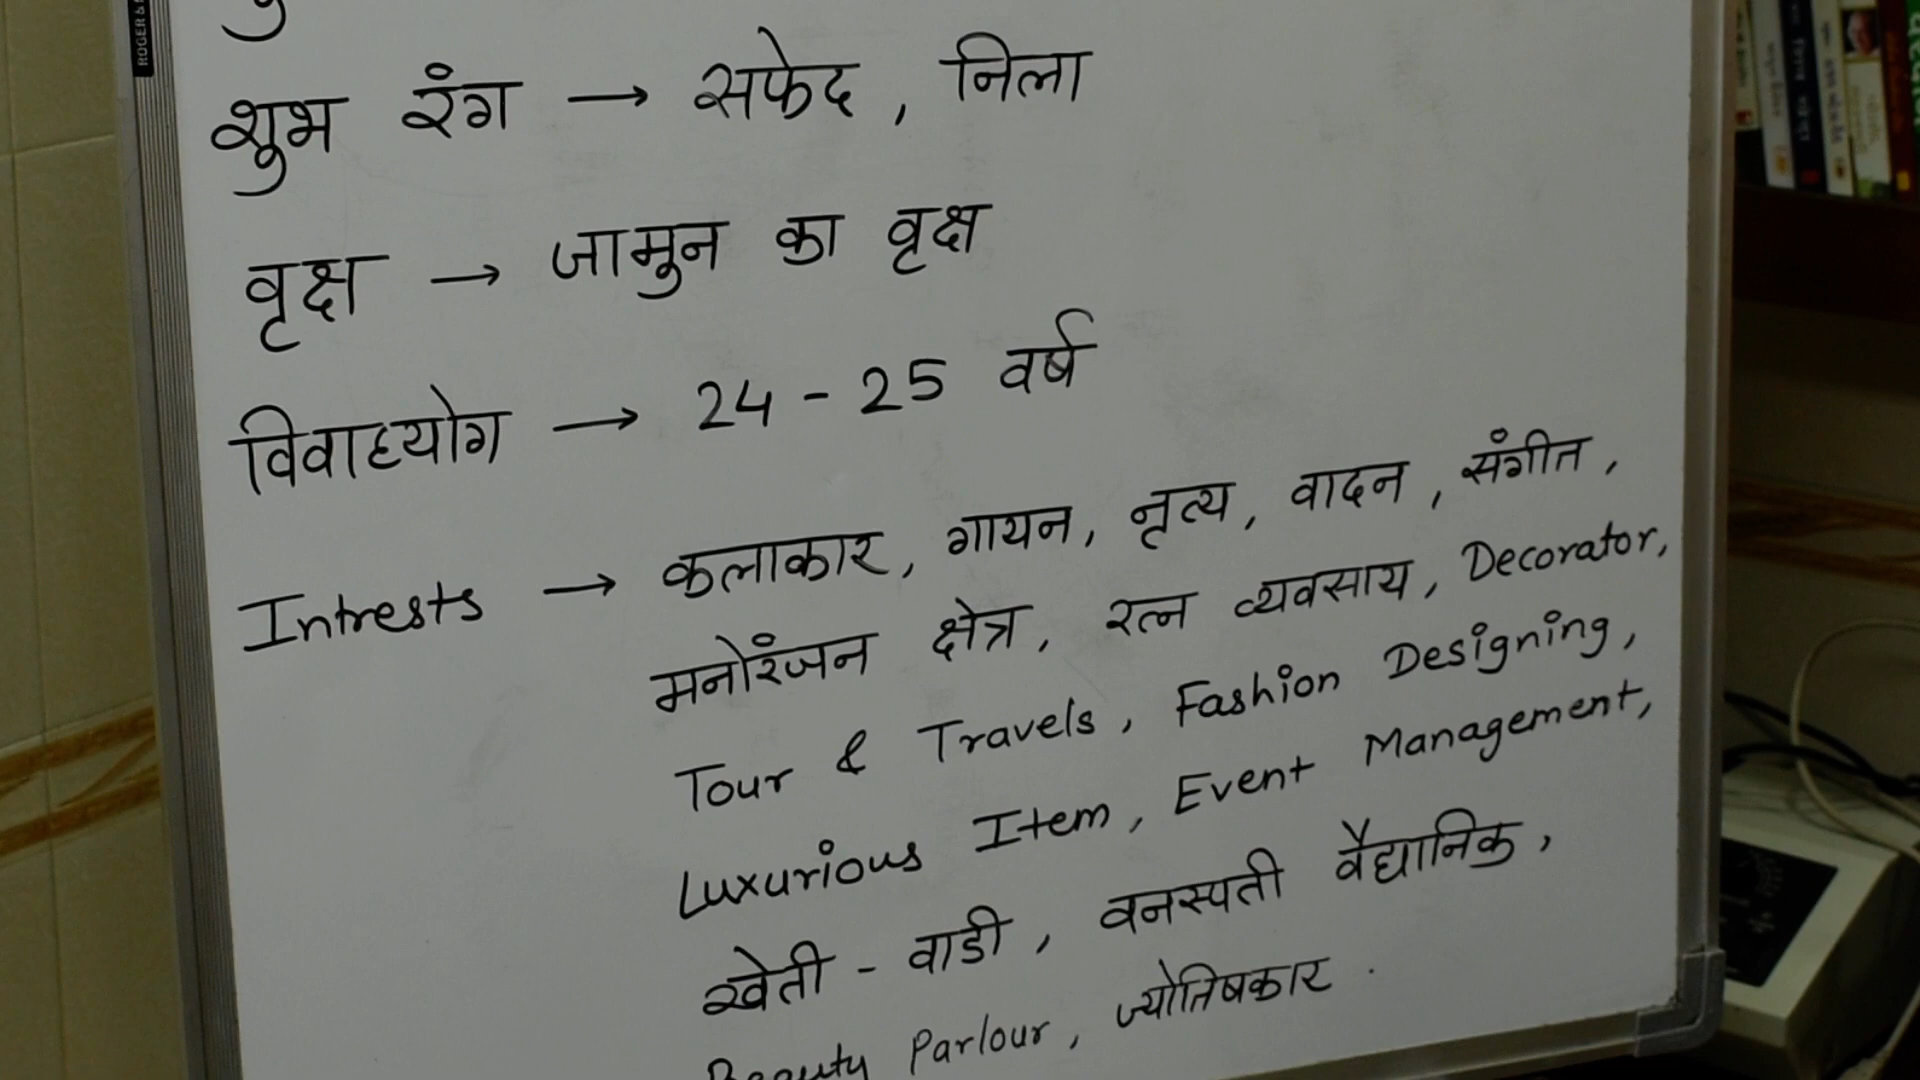 शुभ रंग → सफेद, निला
वृक्ष → जामुन का वृक्ष
विवाहयोग → 24 - 25 वर्ष
Intrests → कलाकार, गायन, नृत्य, वादन, संगीत,
मनोरंजन क्षेत्र, रत्न व्यवसाय, Decorator,
Tour & Travels, Fashion Designing,
Luxurious Item, Event Management,
खेती - वाडी, वनस्पती वैद्यानिक,
Beauty Parlour, ज्योतिषकार.